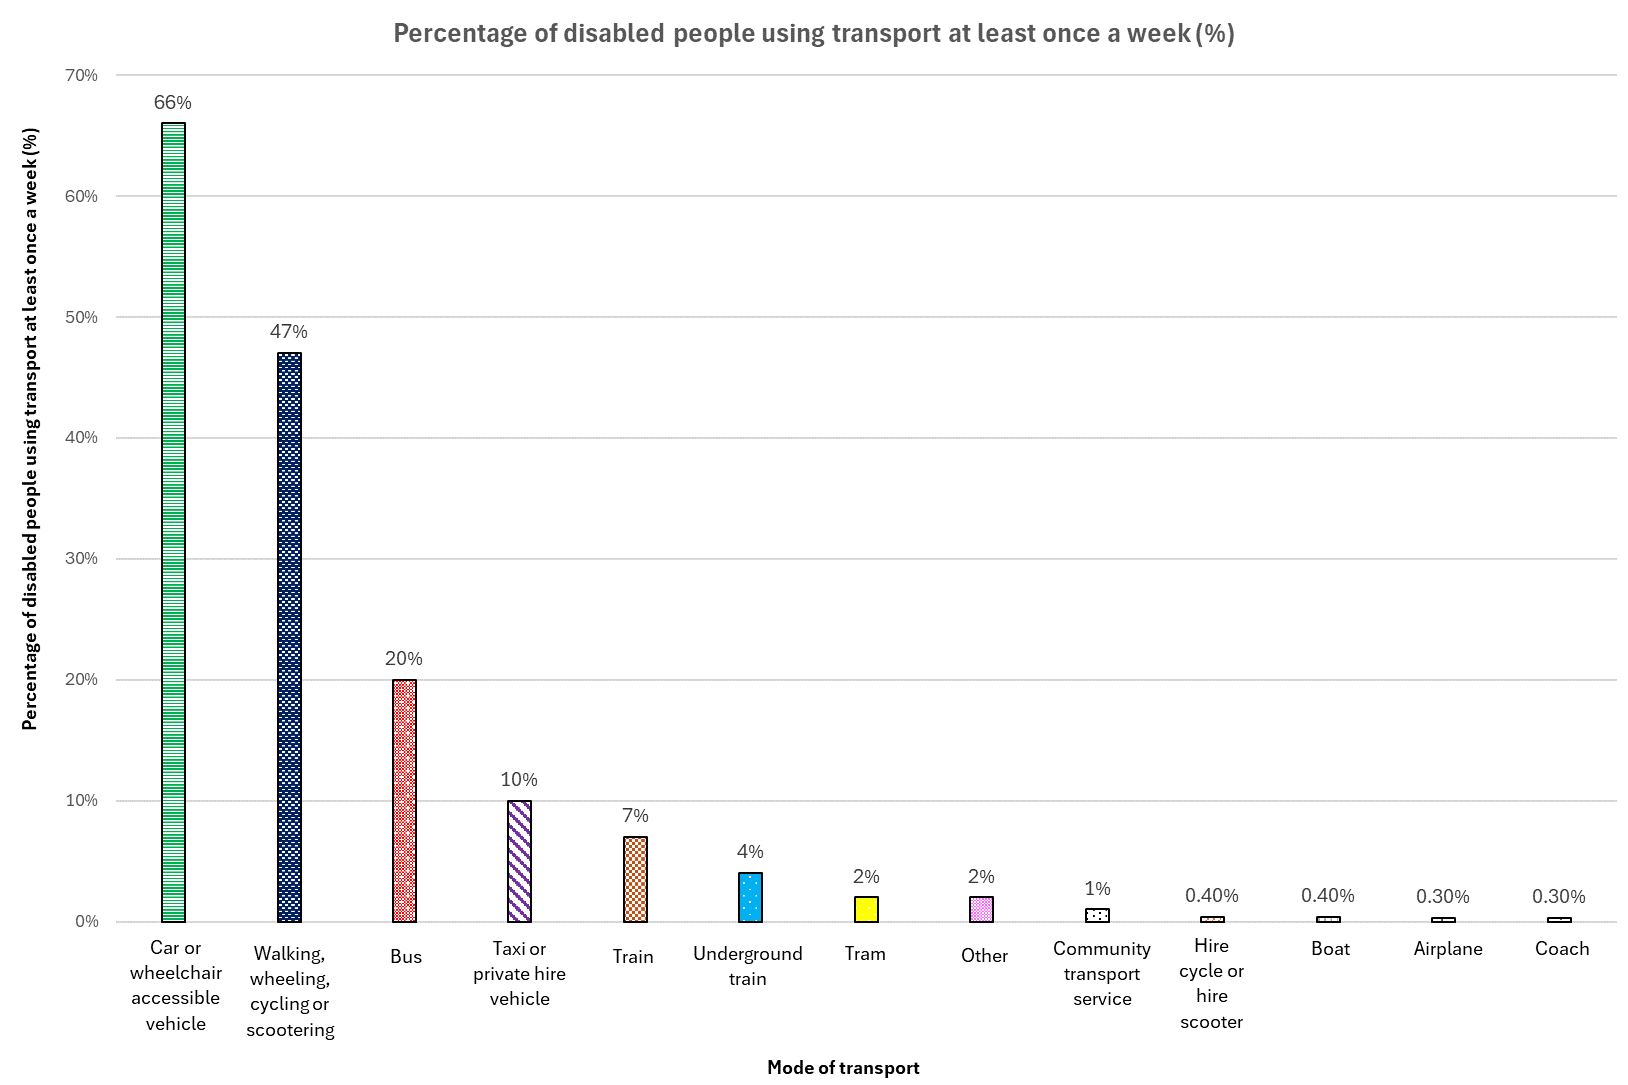 Percentage of disabled people using transport at least once a week (%)
Percentage of disabled people using transport at least once a week (%)
70%
60%
50%
40%
30%
20%
10%
0%
66%
47%
20%
10%
7%
4%
2%
2%
1%
0.40%
0.40%
0.30%
0.30%
Car or
wheelchair
accessible
vehicle
Walking,
wheeling,
cycling or
scootering
Bus
Taxi or
private hire
vehicle
Train
Underground
train
Tram
Other
Community
transport
service
Hire
cycle or
hire
scooter
Boat
Airplane
Coach
Mode of transport